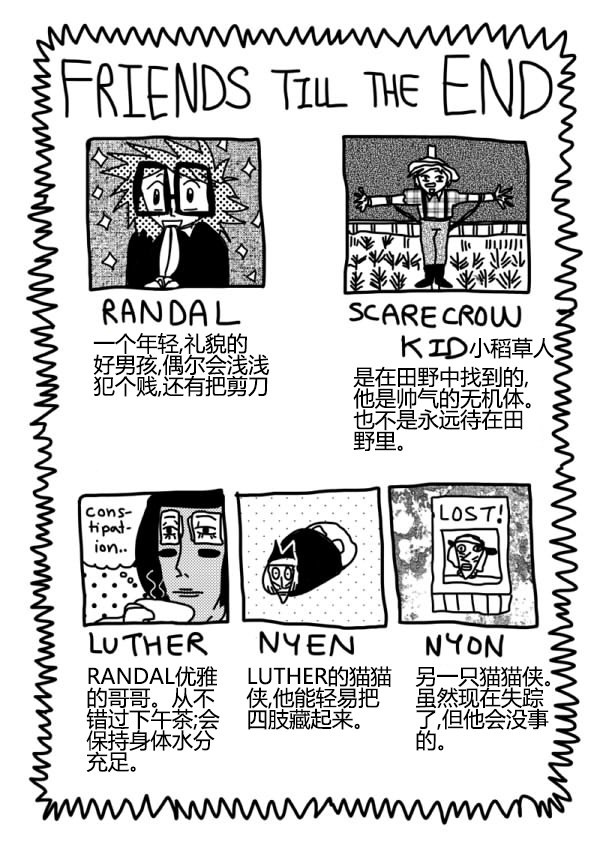 FRIENDS TILL THE END
RANDAL
一个年轻,礼貌的
好男孩,偶尔会浅浅
犯个贱,还有把剪刀
SCARECROW
KID小稻草人
是在田野中找到的,
他是帅气的无机体。
也不是永远待在田
野里。
cons-
tipat-
ion..
LUTHER
RANDAL优雅
的哥哥。从不
错过下午茶;会
保持身体水分
充足。
NYEN
LUTHER的猫猫
侠,他能轻易把
四肢藏起来。
LOST!
NYON
另一只猫猫侠。
虽然现在失踪
了,但他会没事
的。